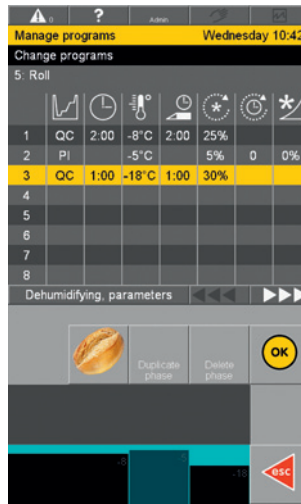 0 ? Admin
Manage programs Wednesday 10:42
Change programs
5: Roll
1 QC 2:00 -8°C 2:00 25%
2 PI -5°C 5% 0 0%
3 QC 1:00 -18°C 1:00 30%
4
5
6
7
8
Dehumidifying, parameters
Duplicate phase
Delete phase
OK
-8 -5 -18
esc